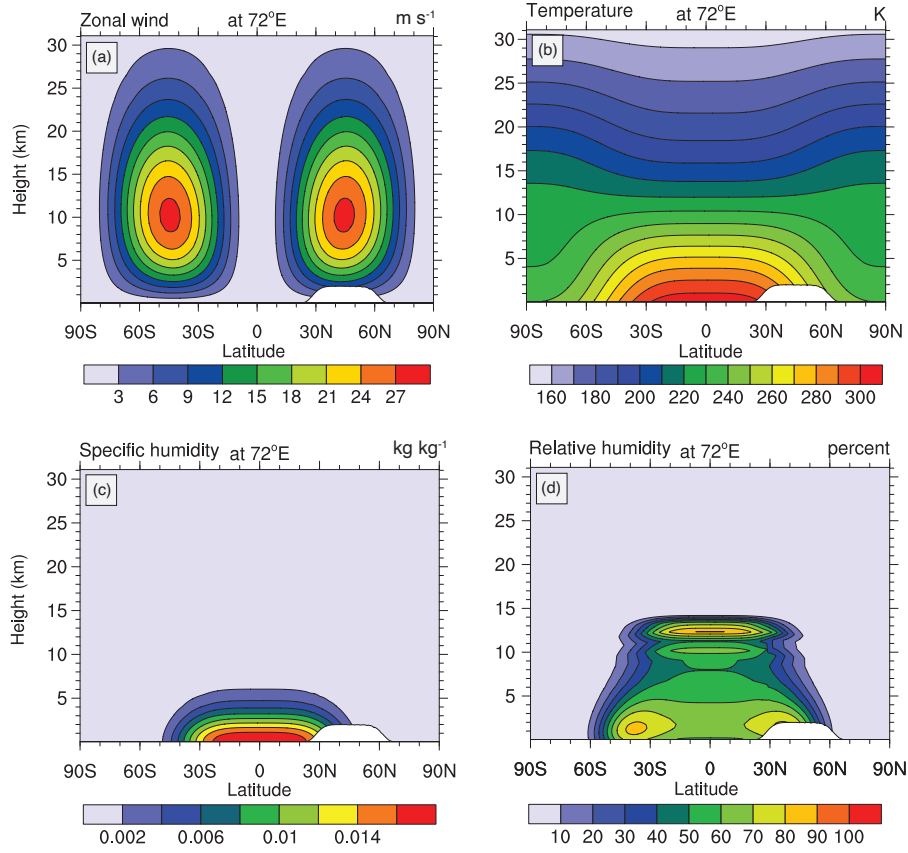 Zonal wind at 72°E m s⁻¹
(a)
30
25
20
15
10
5
Height (km)
90S 60S 30S 0 30N 60N 90N
Latitude
3 6 9 12 15 18 21 24 27
Temperature at 72°E K
(b)
30
25
20
15
10
5
90S 60S 30S 0 30N 60N 90N
Latitude
160 180 200 220 240 260 280 300
Specific humidity at 72°E kg kg⁻¹
(c)
30
25
20
15
10
5
Height (km)
90S 60S 30S 0 30N 60N 90N
Latitude
0.002 0.006 0.01 0.014
Relative humidity at 72°E percent
(d)
30
25
20
15
10
5
90S 60S 30S 0 30N 60N 90N
Latitude
10 20 30 40 50 60 70 80 90 100